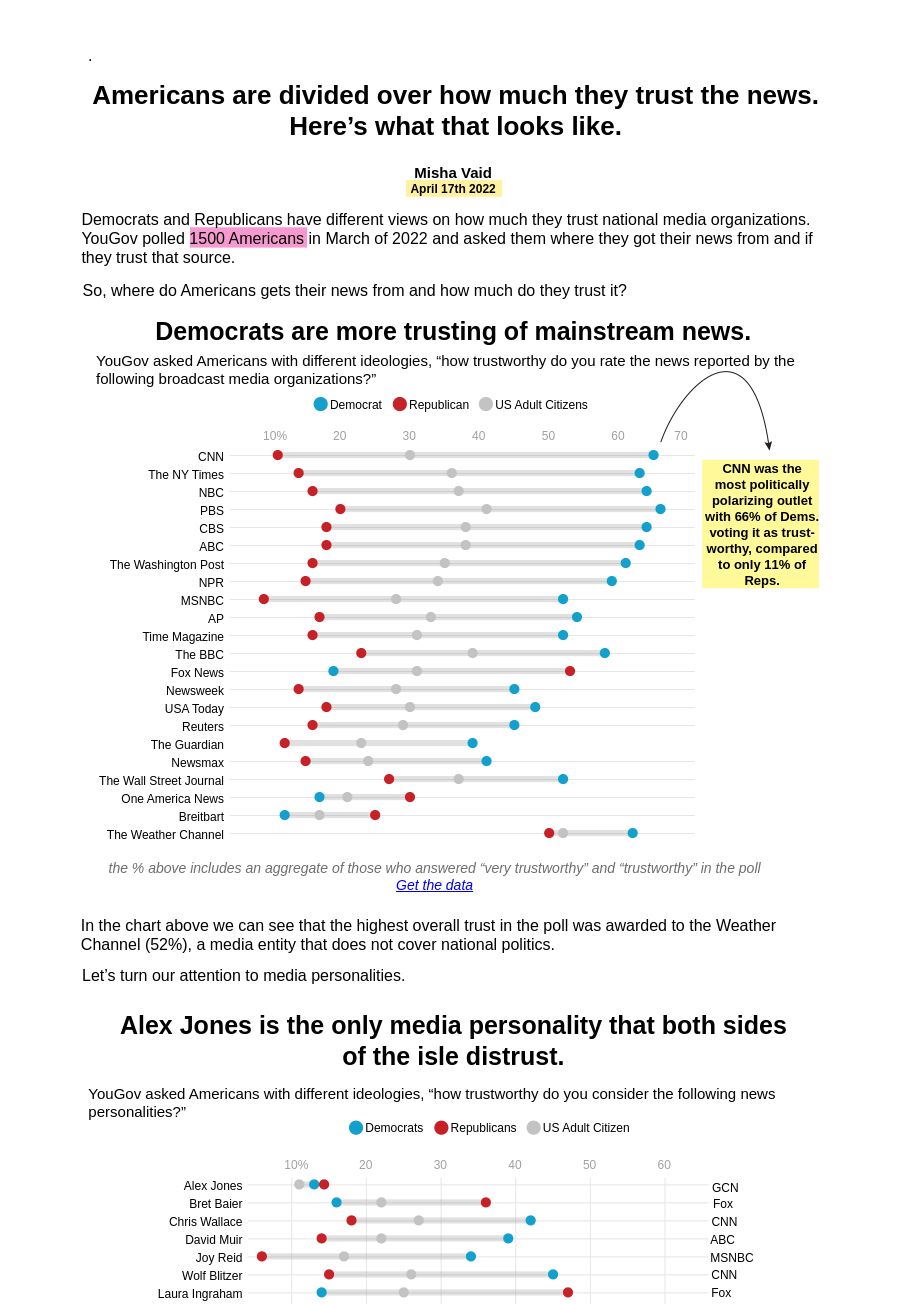 .
Americans are divided over how much they trust the news.
Here’s what that looks like.
Misha Vaid
April 17th 2022
Democrats and Republicans have different views on how much they trust national media organizations.
YouGov polled 1500 Americans in March of 2022 and asked them where they got their news from and if
they trust that source.
So, where do Americans gets their news from and how much do they trust it?
Democrats are more trusting of mainstream news.
YouGov asked Americans with different ideologies, “how trustworthy do you rate the news reported by the
following broadcast media organizations?”
Democrat Republican US Adult Citizens
10% 20 30 40 50 60 70
CNN
The NY Times
NBC
PBS
CBS
ABC
The Washington Post
NPR
MSNBC
AP
Time Magazine
The BBC
Fox News
Newsweek
USA Today
Reuters
The Guardian
Newsmax
The Wall Street Journal
One America News
Breitbart
The Weather Channel
CNN was the
most politically
polarizing outlet
with 66% of Dems.
voting it as trust-
worthy, compared
to only 11% of
Reps.
the % above includes an aggregate of those who answered “very trustworthy” and “trustworthy” in the poll
Get the data
In the chart above we can see that the highest overall trust in the poll was awarded to the Weather
Channel (52%), a media entity that does not cover national politics.
Let’s turn our attention to media personalities.
Alex Jones is the only media personality that both sides
of the isle distrust.
YouGov asked Americans with different ideologies, “how trustworthy do you consider the following news
personalities?”
Democrats Republicans US Adult Citizen
10% 20 30 40 50 60
Alex Jones GCN
Bret Baier Fox
Chris Wallace CNN
David Muir ABC
Joy Reid MSNBC
Wolf Blitzer CNN
Laura Ingraham Fox